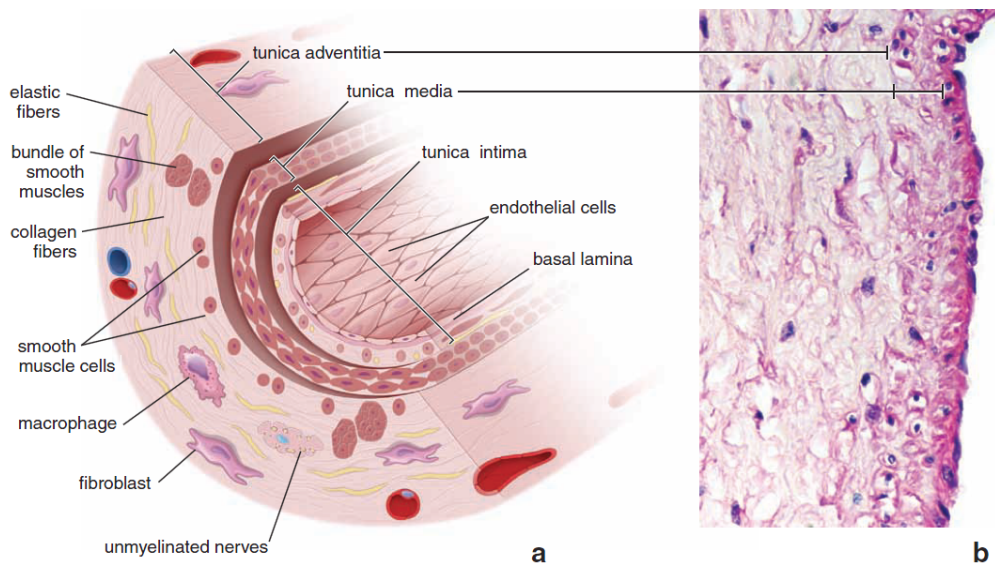 tunica adventitia
tunica media
tunica intima
endothelial cells
basal lamina
elastic
fibers
bundle of
smooth
muscles
collagen
fibers
smooth
muscle cells
macrophage
fibroblast
unmyelinated nerves
a
b